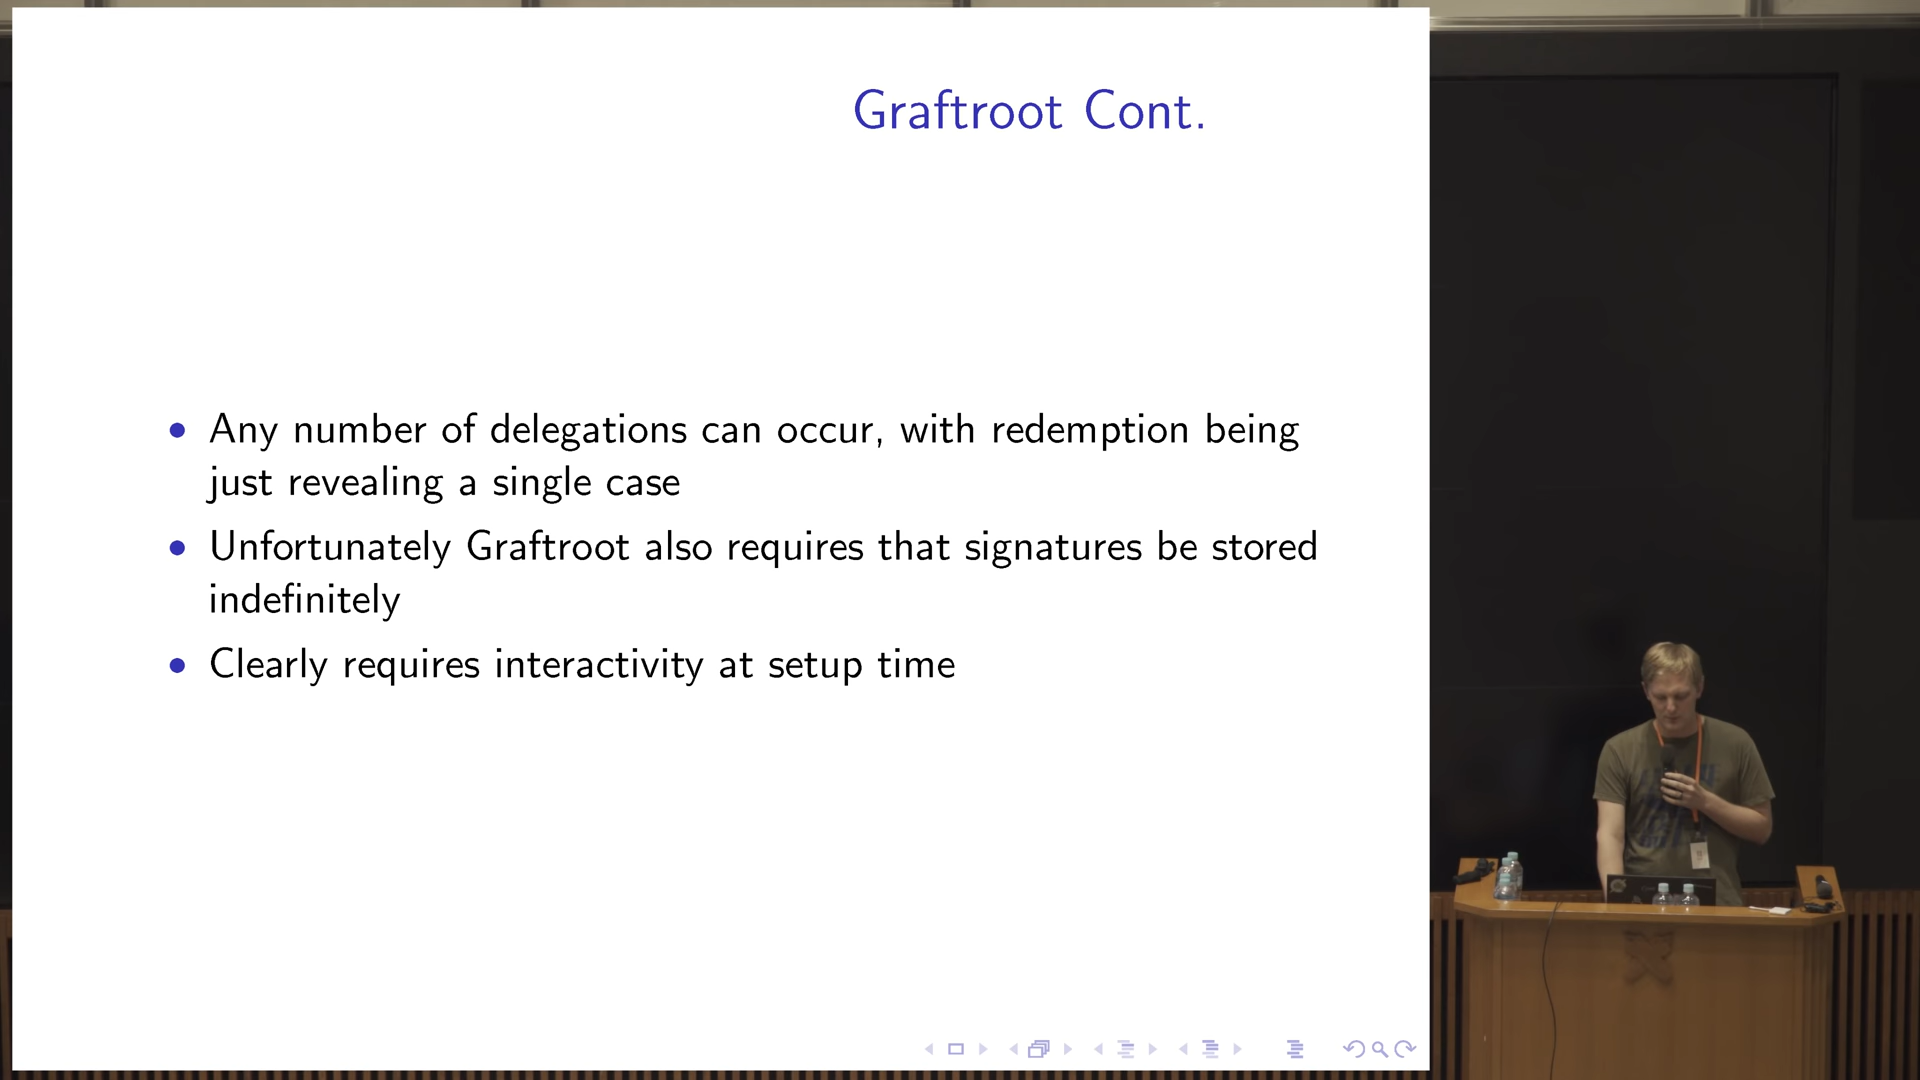 Graftroot Cont.
• Any number of delegations can occur, with redemption being
just revealing a single case
• Unfortunately Graftroot also requires that signatures be stored
indefinitely
• Clearly requires interactivity at setup time